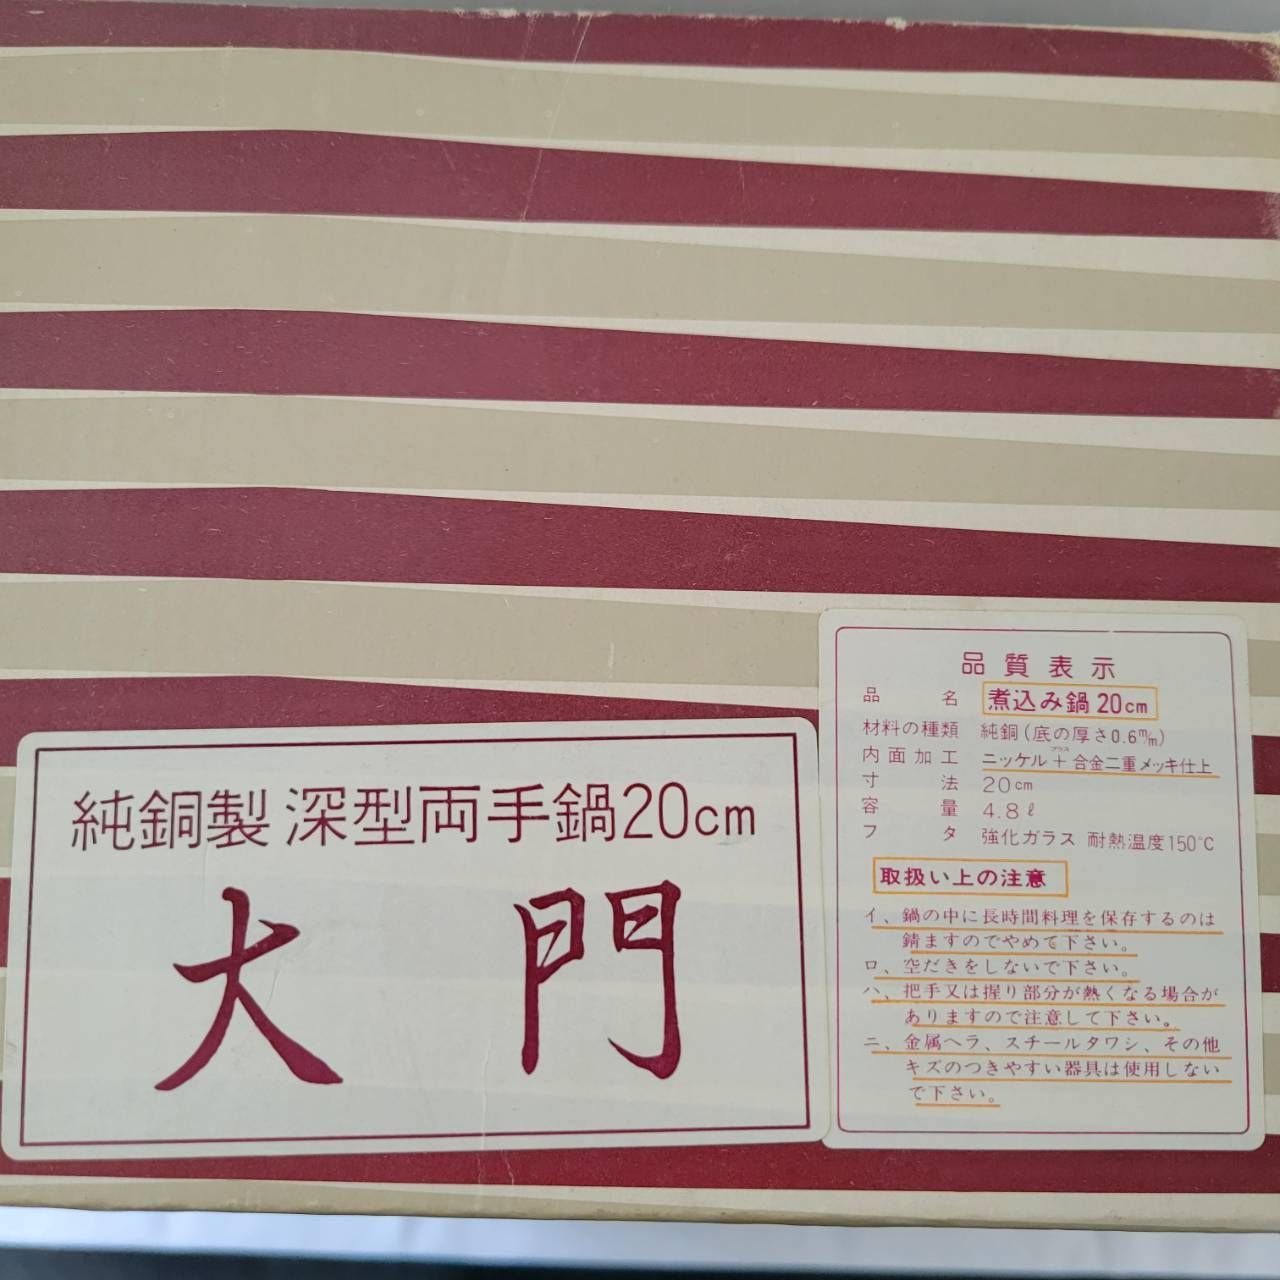 純銅製 深型両手鍋20cm
大門
品質表示
品名 煮込み鍋20cm
材料の種類 純銅(底の厚さ0.6m/m)
プラス
内面加工 ニッケル+合金二重メッキ仕上
寸法 20cm
容量 4.8ℓ
フタ 強化ガラス 耐熱温度150℃
取扱い上の注意
イ、鍋の中に長時間料理を保存するのは
錆ますのでやめて下さい。
ロ、空だきをしないで下さい。
ハ、把手又は握り部分が熱くなる場合が
ありますので注意して下さい。
ニ、金属ヘラ、スチールタワシ、その他
キズのつきやすい器具は使用しない
で下さい。